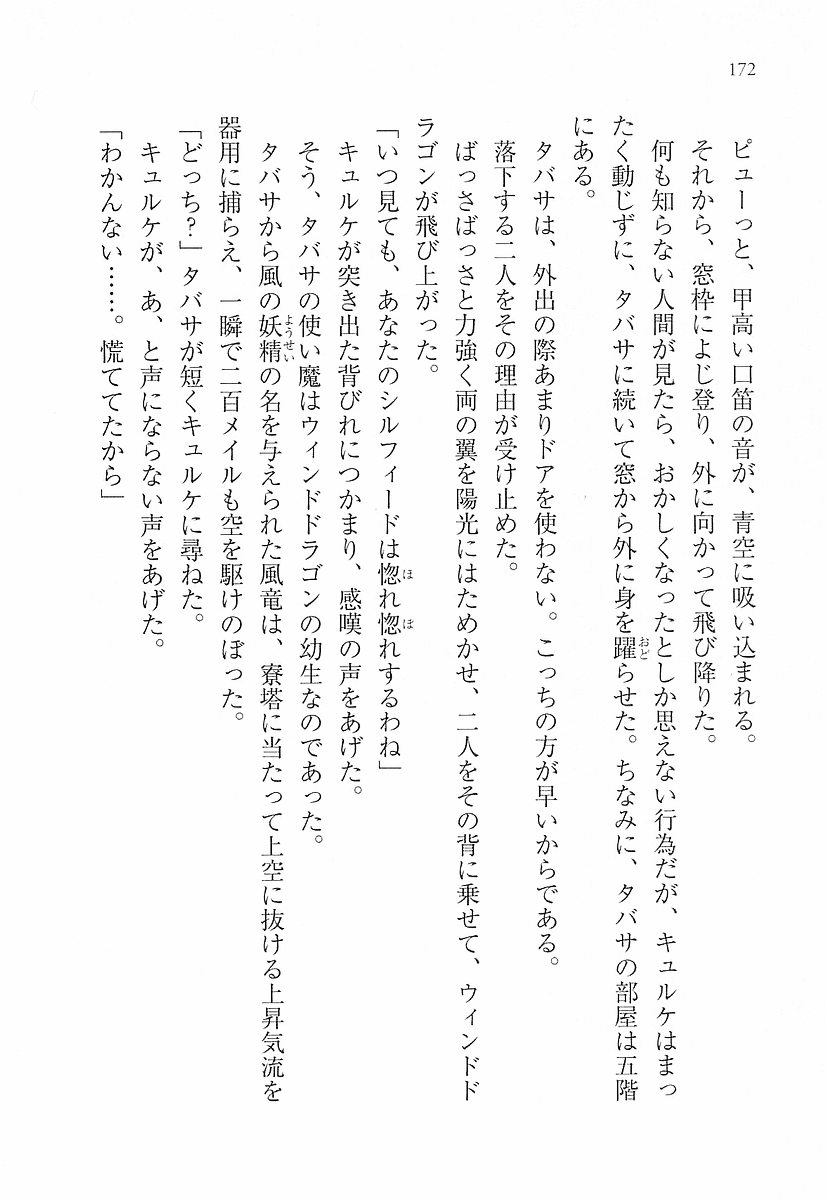 172
ピューっと、甲高い口笛の音が、青空に吸い込まれる。
それから、窓枠によじ登り、外に向かって飛び降りた。
何も知らない人間が見たら、おかしくなったとしか思えない行為だが、キュルケはまっ
たく動じずに、タバサに続いて窓から外に身を躍らせた。ちなみに、タバサの部屋は五階
にある。
タバサは、外出の際あまりドアを使わない。こっちの方が早いからである。
落下する二人をその理由が受け止めた。
ばっさばっさと力強く両の翼を陽光にはためかせ、二人をその背に乗せて、ウィンドド
ラゴンが飛び上がった。
「いつ見ても、あなたのシルフィードは惚れ惚れするわね」
キュルケが突き出た背びれにつかまり、感嘆の声をあげた。
そう、タバサの使い魔はウィンドドラゴンの幼生なのであった。
タバサから風の妖精の名を与えられた風竜は、寮塔に当たって上空に抜ける上昇気流を
器用に捕らえ、一瞬で二百メイルも空を駆けのぼった。
「どっち?」タバサが短くキュルケに尋ねた。
キュルケが、あ、と声にならない声をあげた。
「わかんない……。慌ててたから」